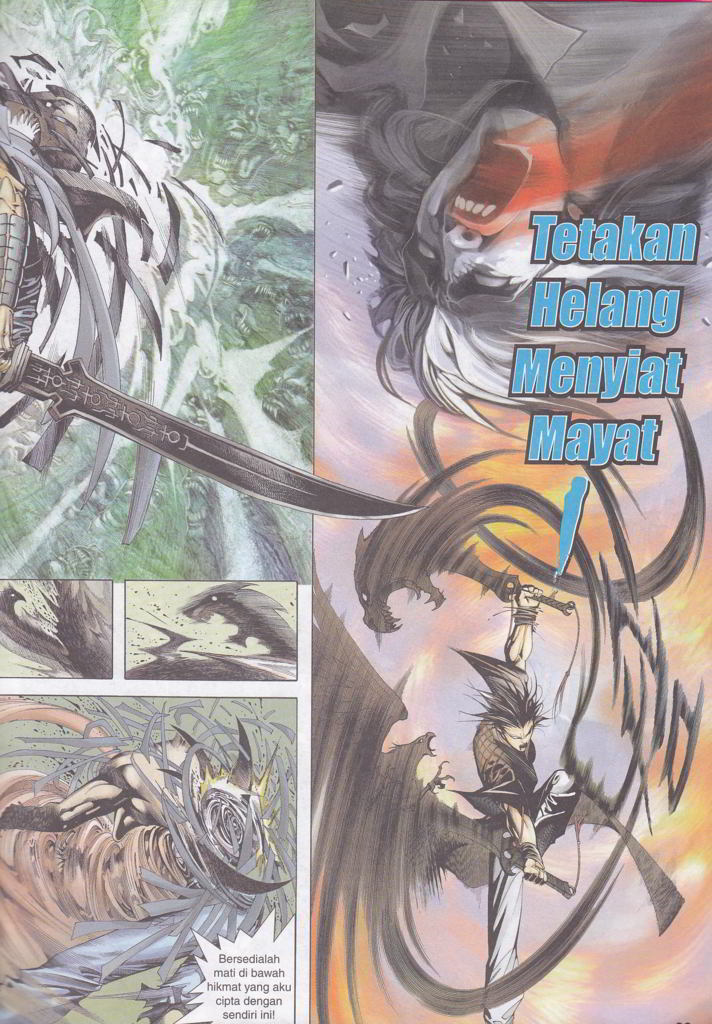 Tetakan
Helang
Menyiat
Mayat
!
Bersedialah
mati di bawah
hikmat yang aku
cipta dengan
sendiri ini!